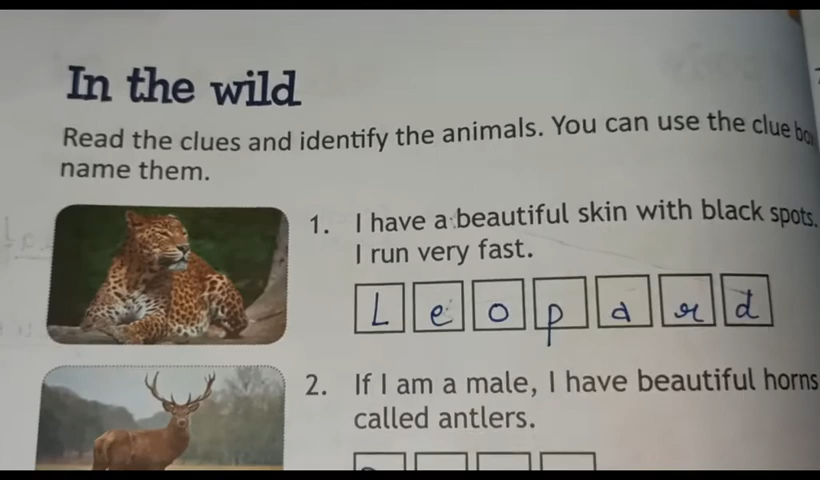 In the wild
Read the clues and identify the animals. You can use the clue
name them.
1. I have a beautiful skin with black spots.
I run very fast.
L e o p a r d
2. If I am a male, I have beautiful horns
called antlers.